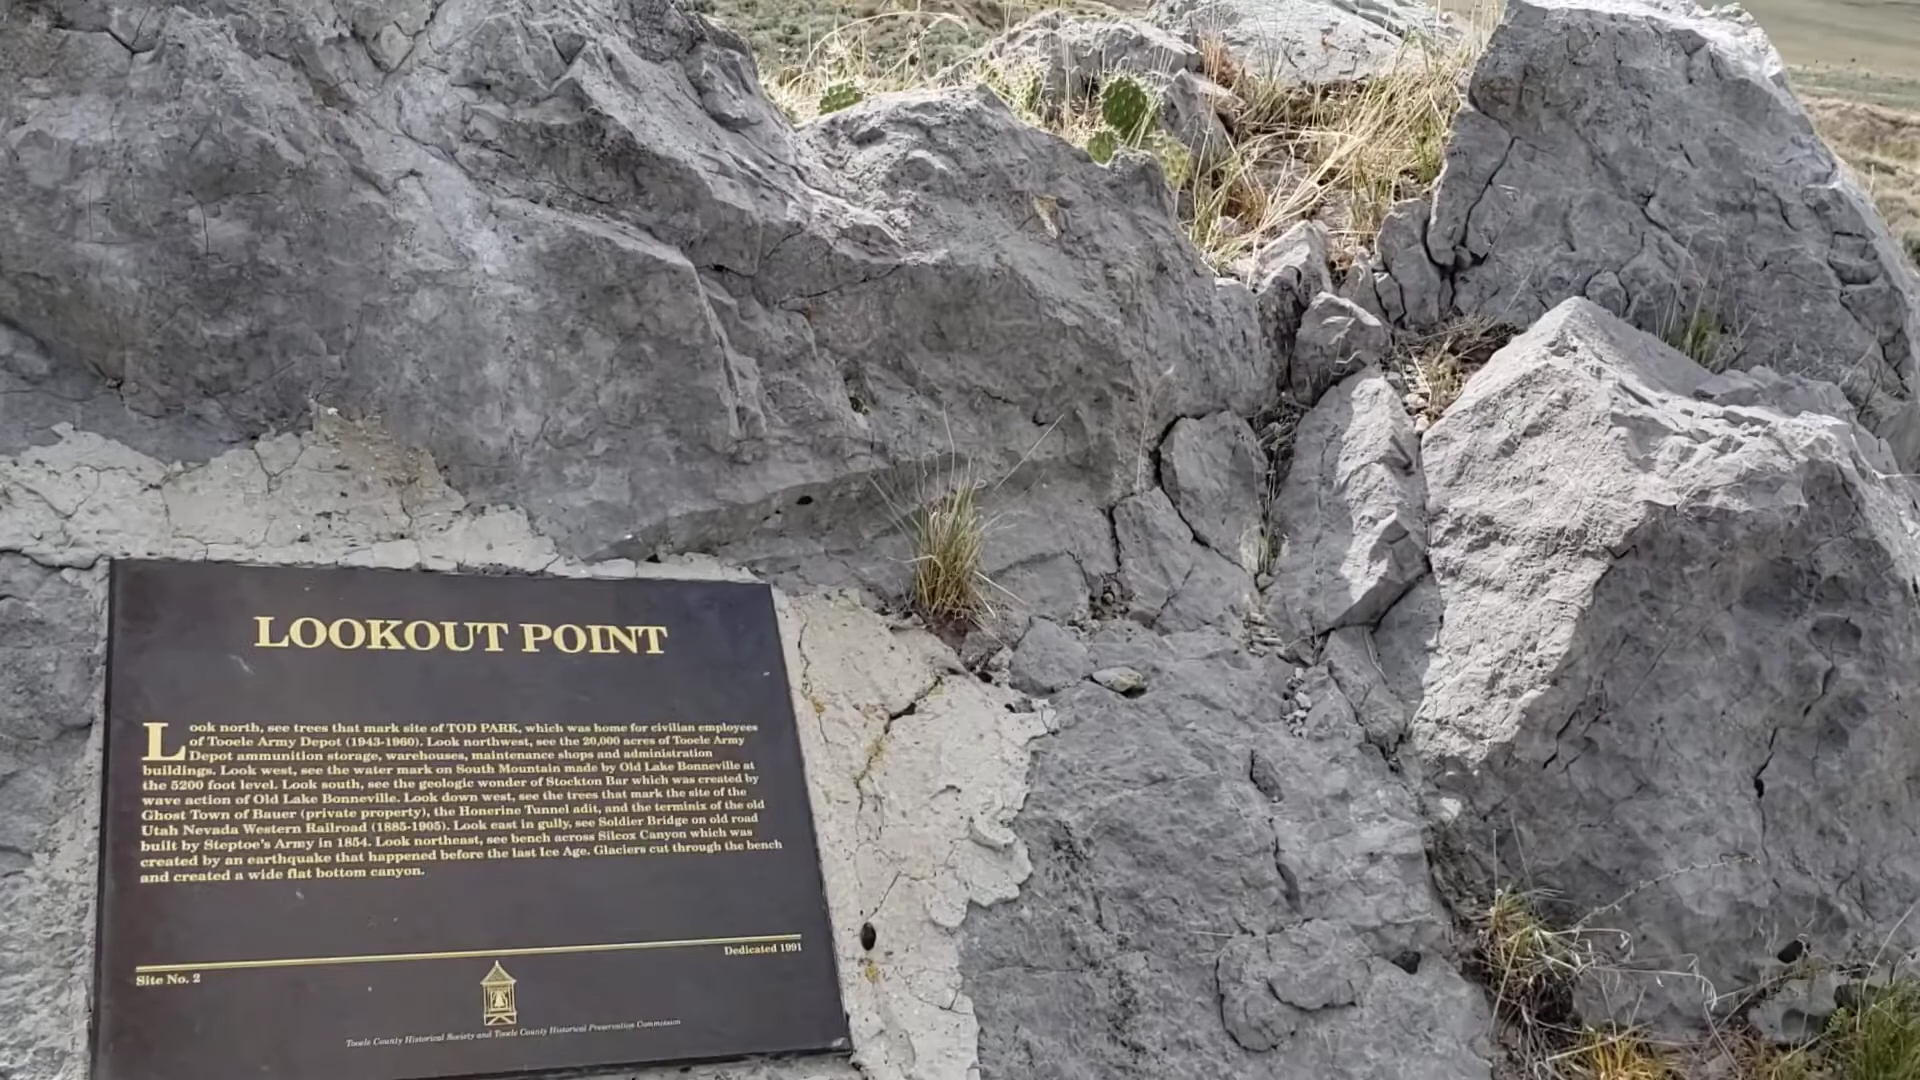 LOOKOUT POINT
Look north, see trees that mark site of TOD PARK, which was home for civilian employees
of Tooele Army Depot (1943-1960). Look northwest, see the 20,000 acres of Tooele Army
Depot ammunition storage, warehouses, maintenance shops and administration
buildings. Look west, see the water mark on South Mountain made by Old Lake Bonneville at
the 5200 foot level. Look south, see the geologic wonder of Stockton Bar which was created by
wave action of Old Lake Bonneville. Look down west, see the trees that mark the site of the
Ghost Town of Bauer (private property), the Honerine Tunnel adit, and the terminix of the old
Utah Nevada Western Railroad (1885-1905). Look east in gully, see Soldier Bridge on old road
built by Steptoe's Army in 1854. Look northeast, see bench across Silcox Canyon which was
created by an earthquake that happened before the last Ice Age. Glaciers cut through the bench
and created a wide flat bottom canyon.
Dedicated 1991
Site No. 2
Tooele County Historical Society and Tooele County Historical Preservation Commission